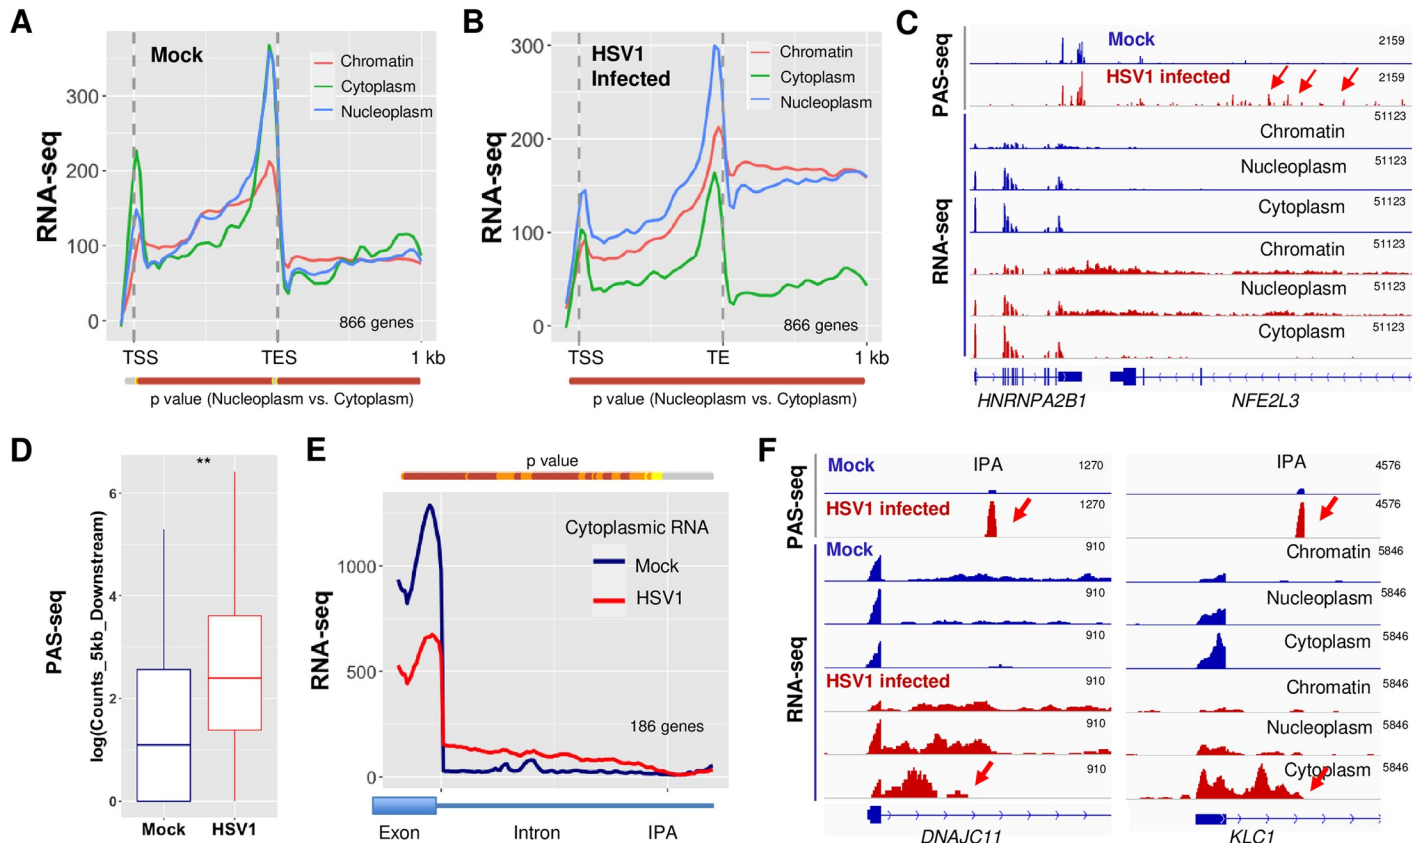 A
Mock
Chromatin
Cytoplasm
Nucleoplasm
RNA-seq
300
200
100
0
866 genes
TSS
TES
1 kb
p value (Nucleoplasm vs. Cytoplasm)
B
HSV1
Infected
Chromatin
Cytoplasm
Nucleoplasm
RNA-seq
300
200
100
0
866 genes
TSS
TE
1 kb
p value (Nucleoplasm vs. Cytoplasm)
C
PAS-seq
Mock
2159
HSV1 infected
2159
RNA-seq
51123
Chromatin
51123
Nucleoplasm
51123
Cytoplasm
51123
Chromatin
51123
Nucleoplasm
51123
Cytoplasm
HNRNPA2B1
NFE2L3
D
**
PAS-seq
log(Counts_5kb_Downstream)
6
4
2
0
Mock
HSV1
E
p value
Cytoplasmic RNA
Mock
HSV1
RNA-seq
1000
500
0
186 genes
Exon
Intron
IPA
F
PAS-seq
Mock
IPA
1270
HSV1 infected
1270
RNA-seq
Mock
910
910
910
HSV1 infected
910
910
910
DNAJC11
IPA
4576
4576
Chromatin
5846
Nucleoplasm
5846
Cytoplasm
5846
Chromatin
5846
Nucleoplasm
5846
Cytoplasm
5846
KLC1